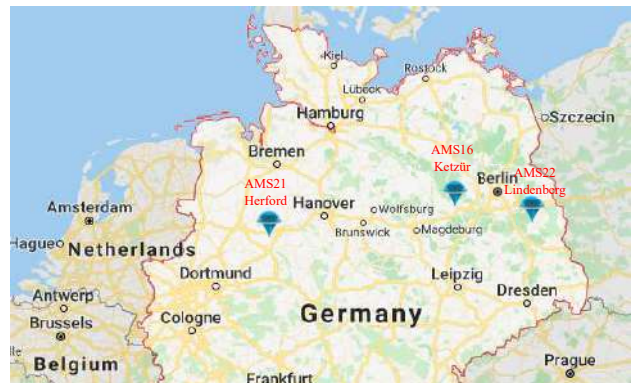 Kiel
Rostock
Lübeck
Hamburg
Szczecin
Bremen
AMS16
Ketzür
AMS21
Herford
Berlin
AMS22
Lindenberg
Amsterdam
Hanover
Wolfsburg
Brunswick
Magdeburg
Hague
Netherlands
Dortmund
Leipzig
Dresden
Antwerp
Germany
Cologne
Brussels
Belgium
Prague
Frankfurt